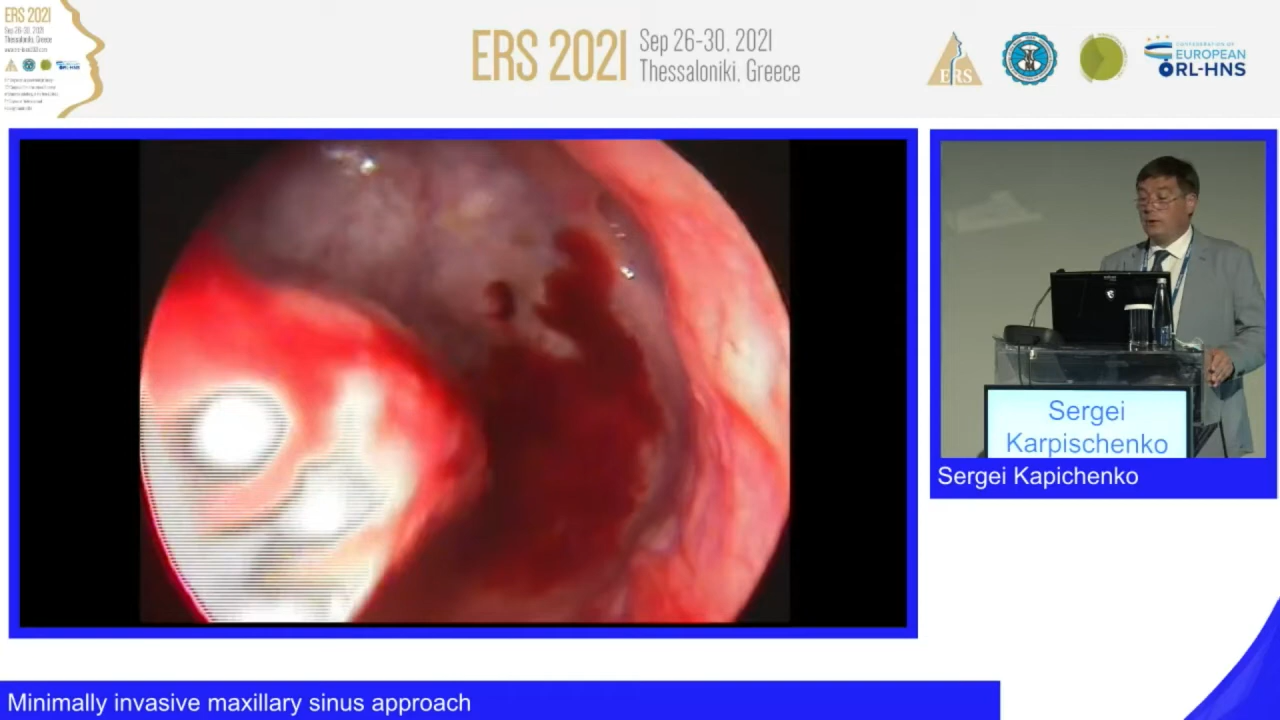 ERS 2021
Sep 26-30, 2021
Thessaloniki, Greece
ERS 2021
Sep 26-30, 2021
Thessaloniki, Greece
ERS
CONFEDERATION OF
EUROPEAN
ORL-HNS
Sergei
Karpischenko
Sergei Kapichenko
Minimally invasive maxillary sinus approach